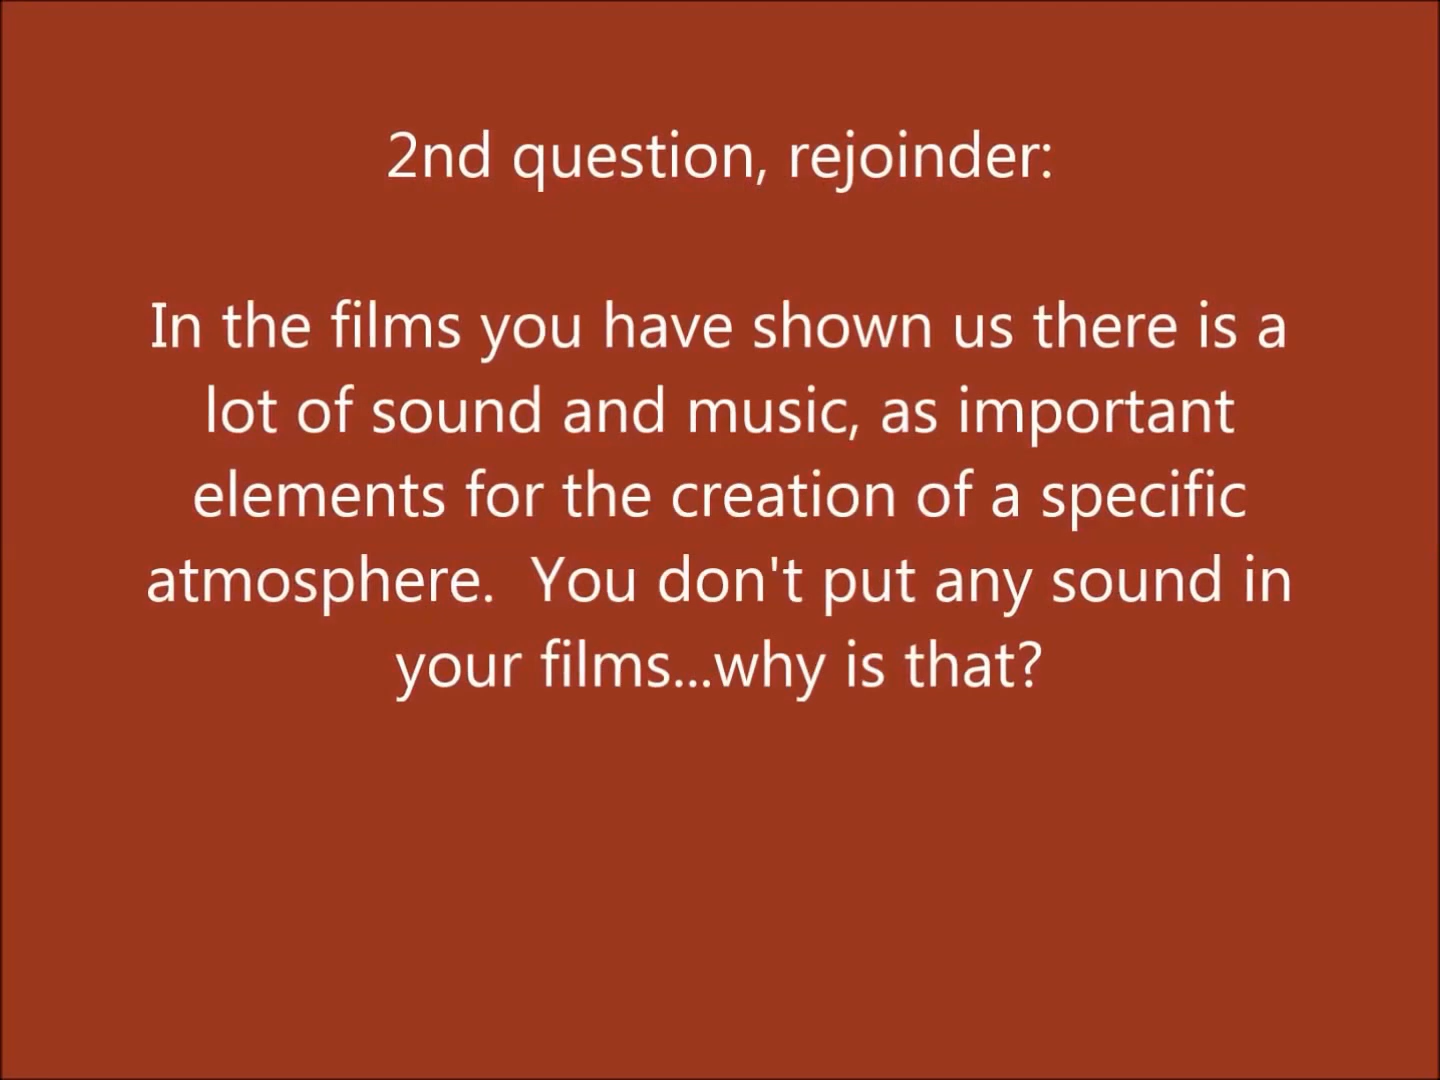 2nd question, rejoinder:
In the films you have shown us there is a
lot of sound and music, as important
elements for the creation of a specific
atmosphere.  You don't put any sound in
your films...why is that?